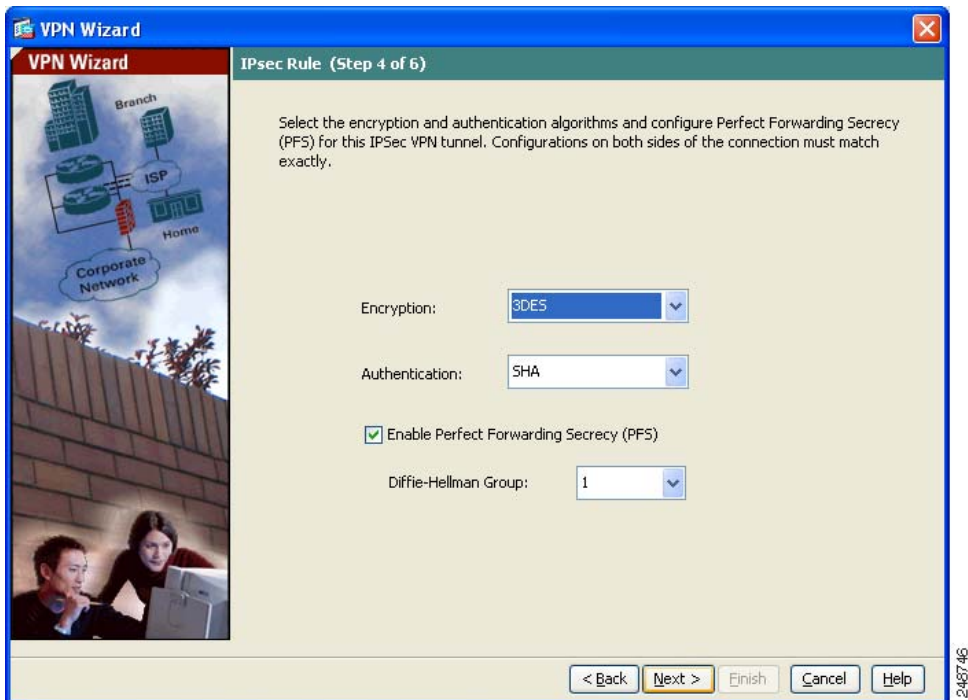 VPN Wizard
VPN Wizard
Branch
ISP
Home
Corporate
Network
IPsec Rule (Step 4 of 6)
Select the encryption and authentication algorithms and configure Perfect Forwarding Secrecy
(PFS) for this IPSec VPN tunnel. Configurations on both sides of the connection must match
exactly.
Encryption: 3DES
Authentication: SHA
Enable Perfect Forwarding Secrecy (PFS)
Diffie-Hellman Group: 1
< Back Next > Finish Cancel Help
248746